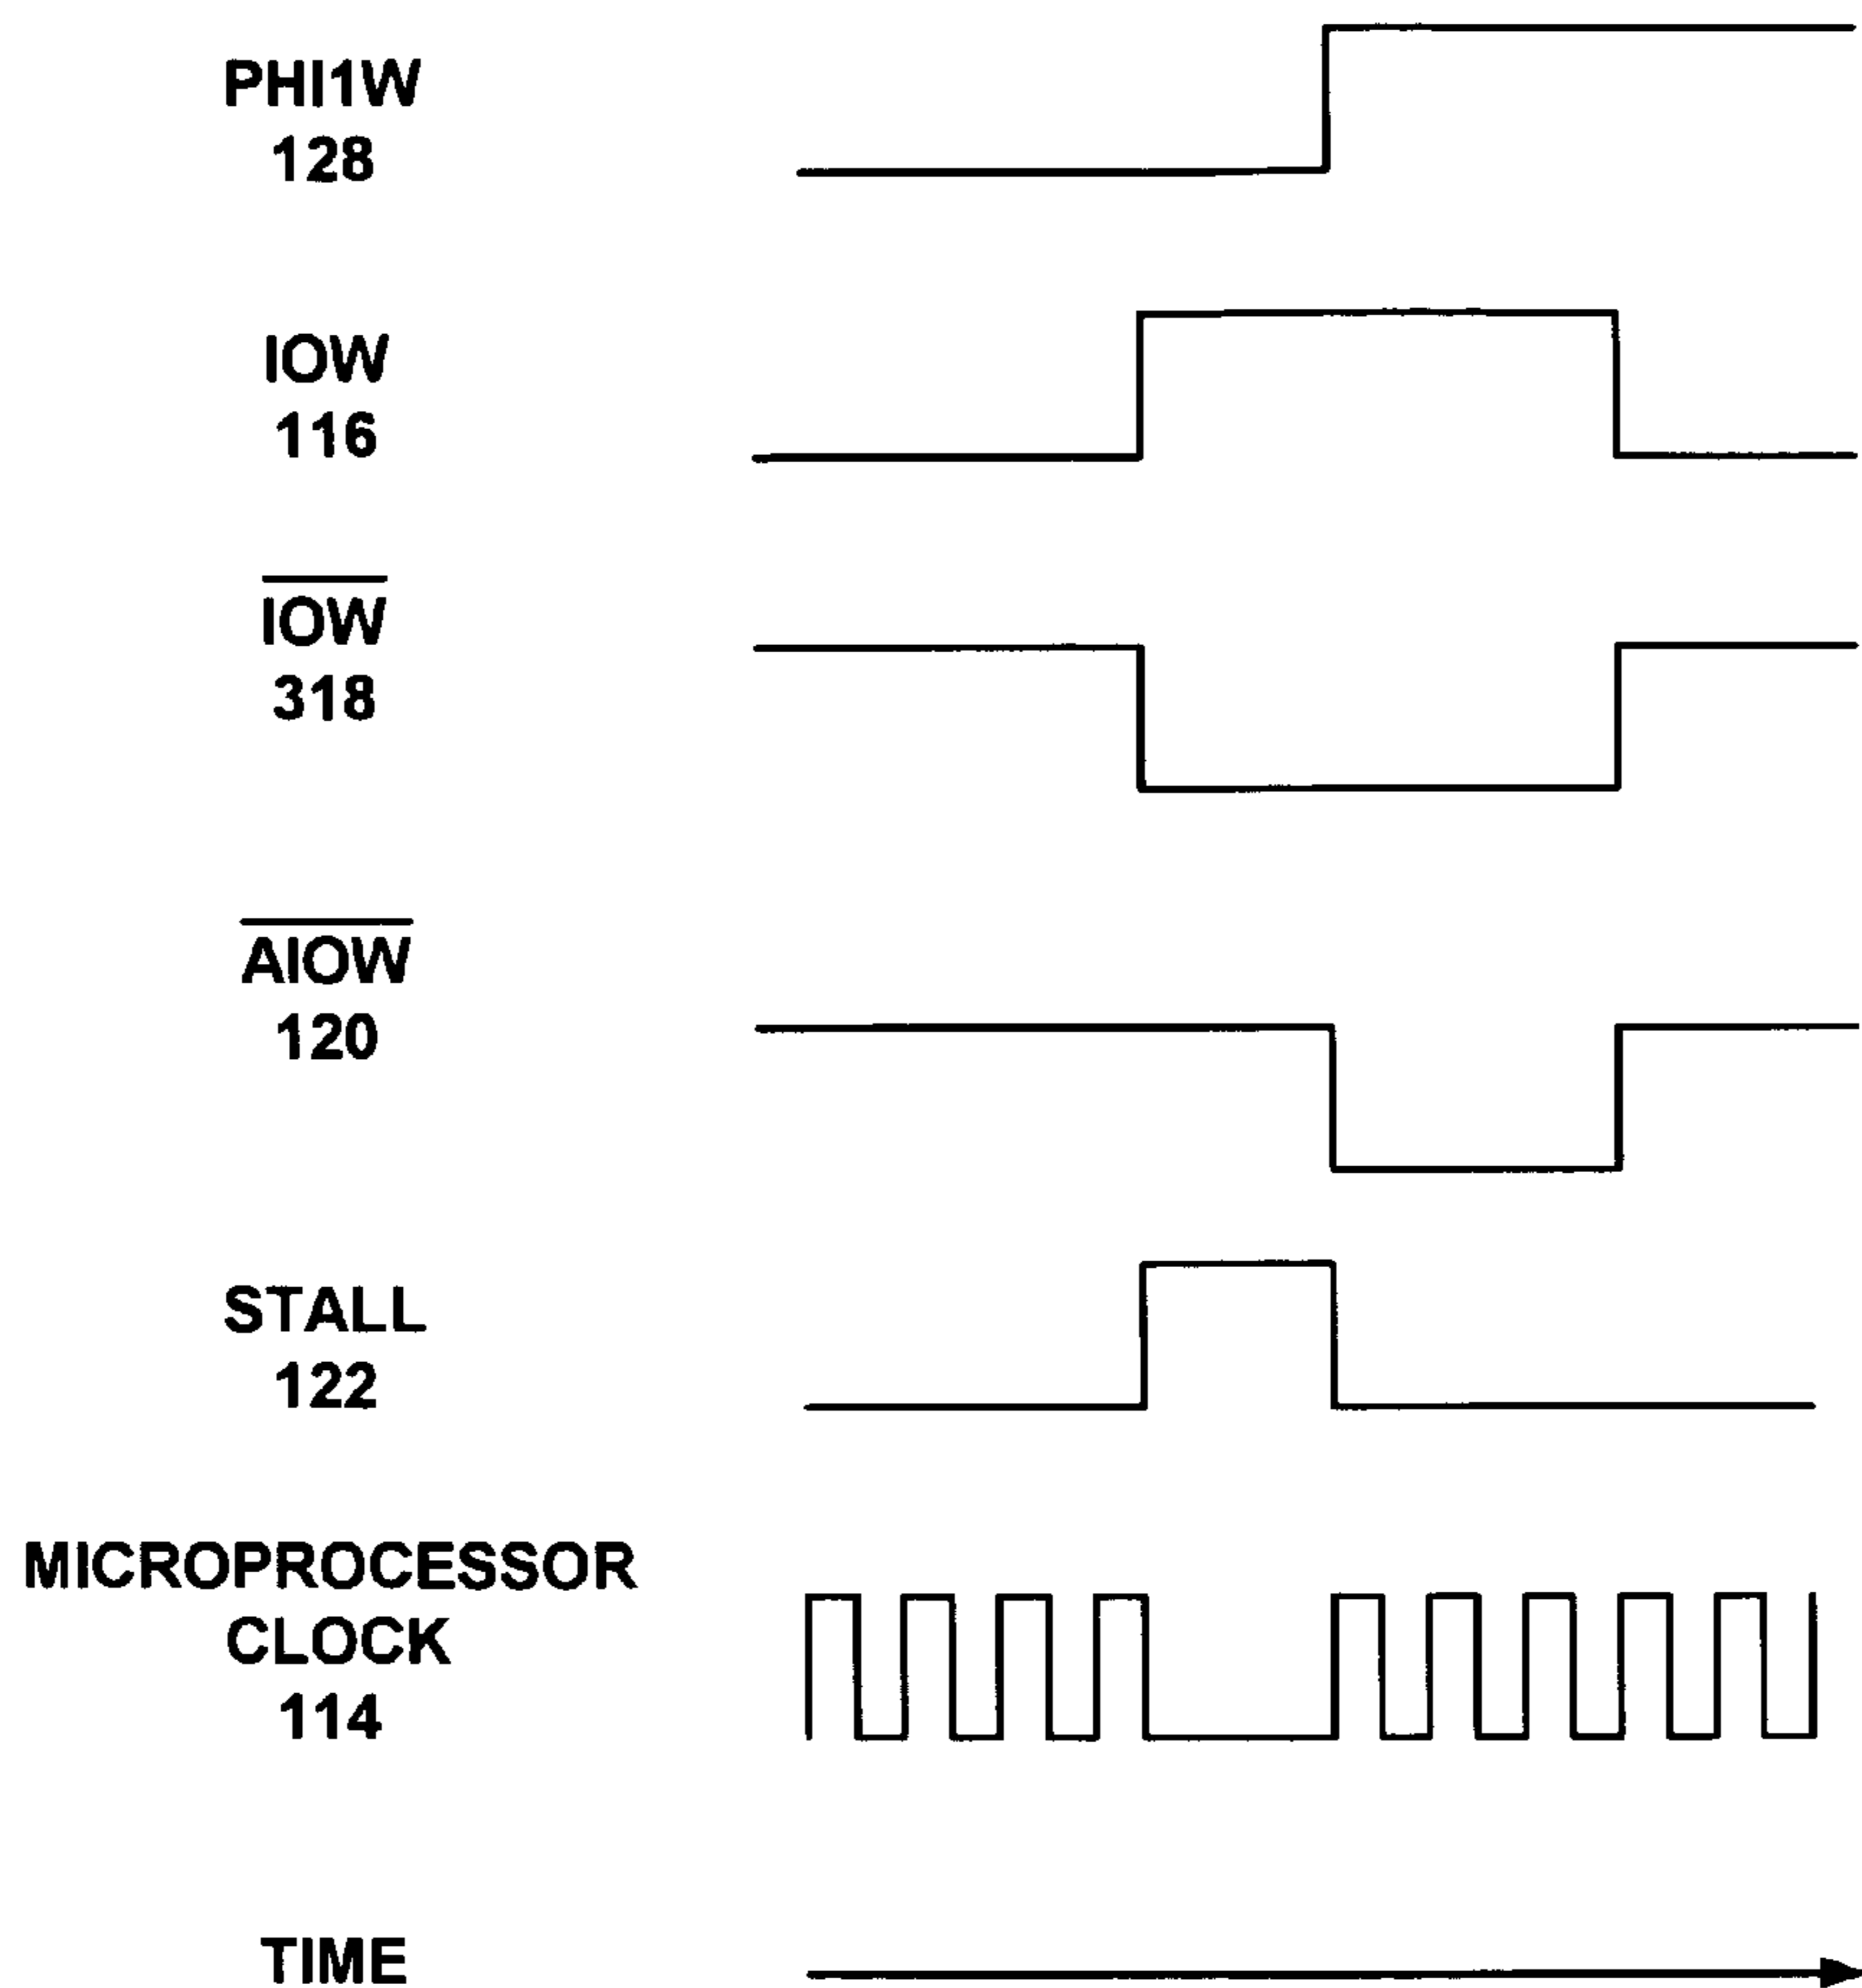 PHI1W
128
IOW
116
IOW
318
AIOW
120
STALL
122
MICROPROCESSOR
CLOCK
114
TIME